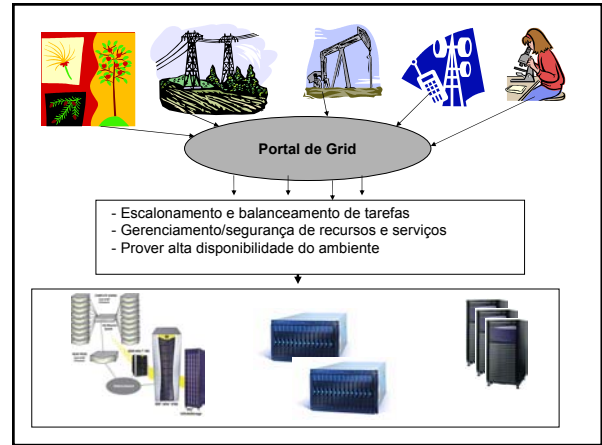 Portal de Grid
- Escalonamento e balanceamento de tarefas
- Gerenciamento/segurança de recursos e serviços
- Prover alta disponibilidade do ambiente